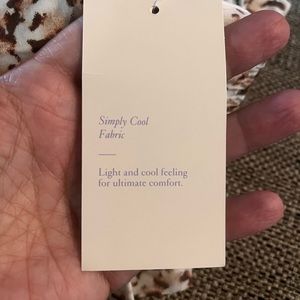 Simply Cool
Fabric
Light and cool feeling
for ultimate comfort.